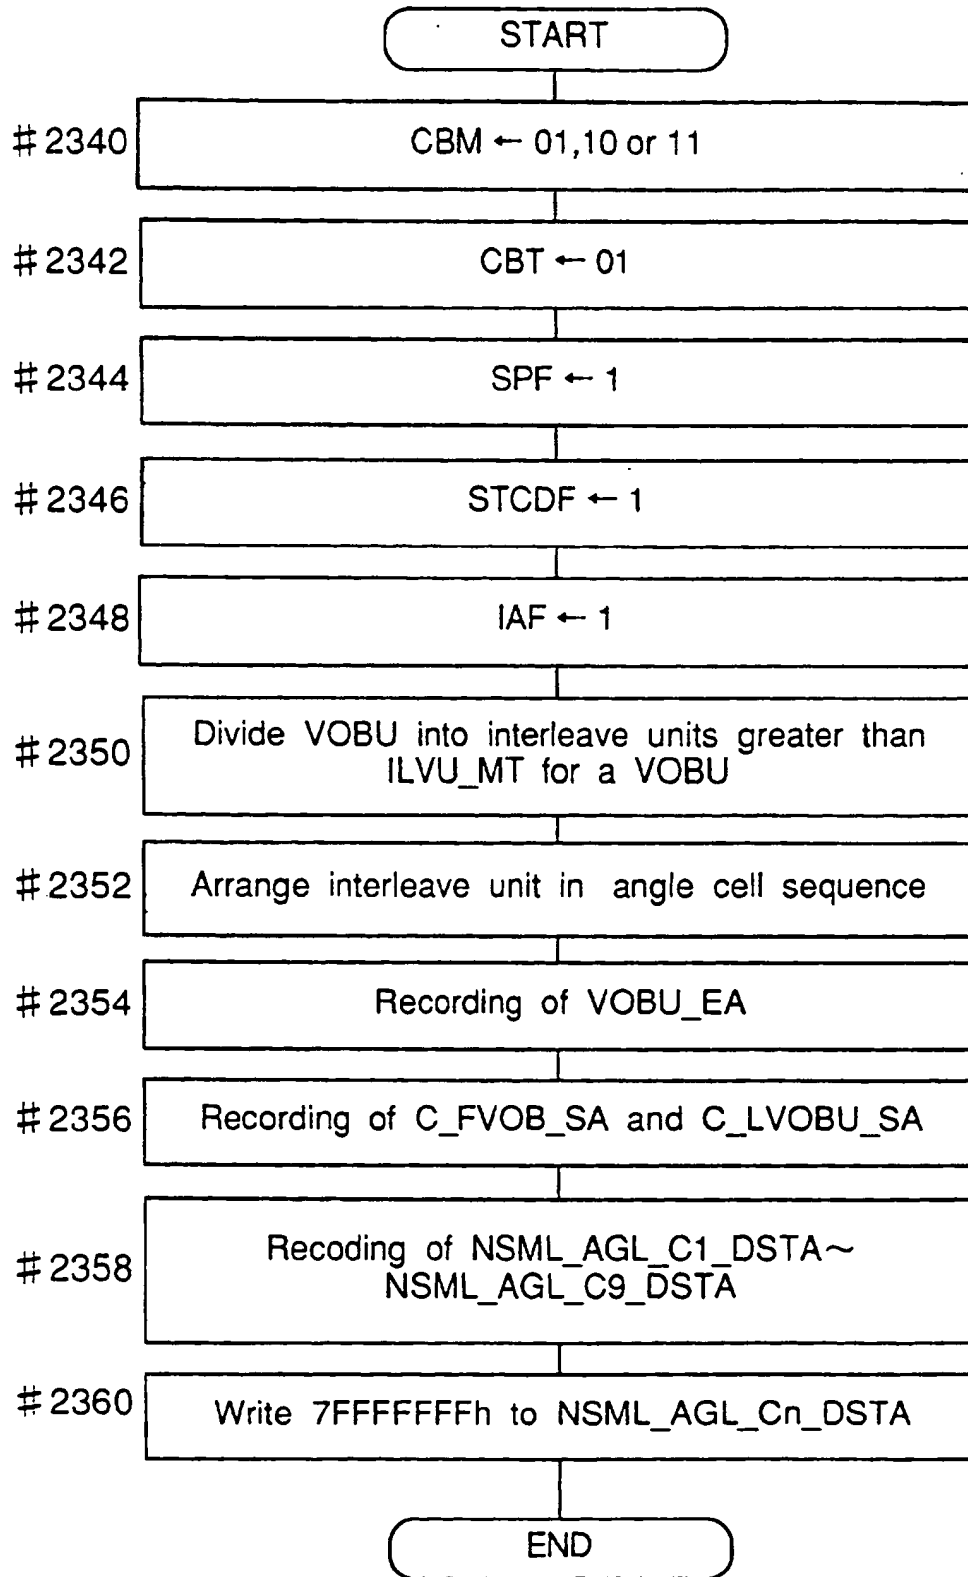 START
#2340 CBM ← 01,10 or 11
#2342 CBT ← 01
#2344 SPF ← 1
#2346 STCDF ← 1
#2348 IAF ← 1
#2350 Divide VOBU into interleave units greater than
ILVU_MT for a VOBU
#2352 Arrange interleave unit in angle cell sequence
#2354 Recording of VOBU_EA
#2356 Recording of C_FVOB_SA and C_LVOBU_SA
#2358 Recoding of NSML_AGL_C1_DSTA~
NSML_AGL_C9_DSTA
#2360 Write 7FFFFFFFh to NSML_AGL_Cn_DSTA
END